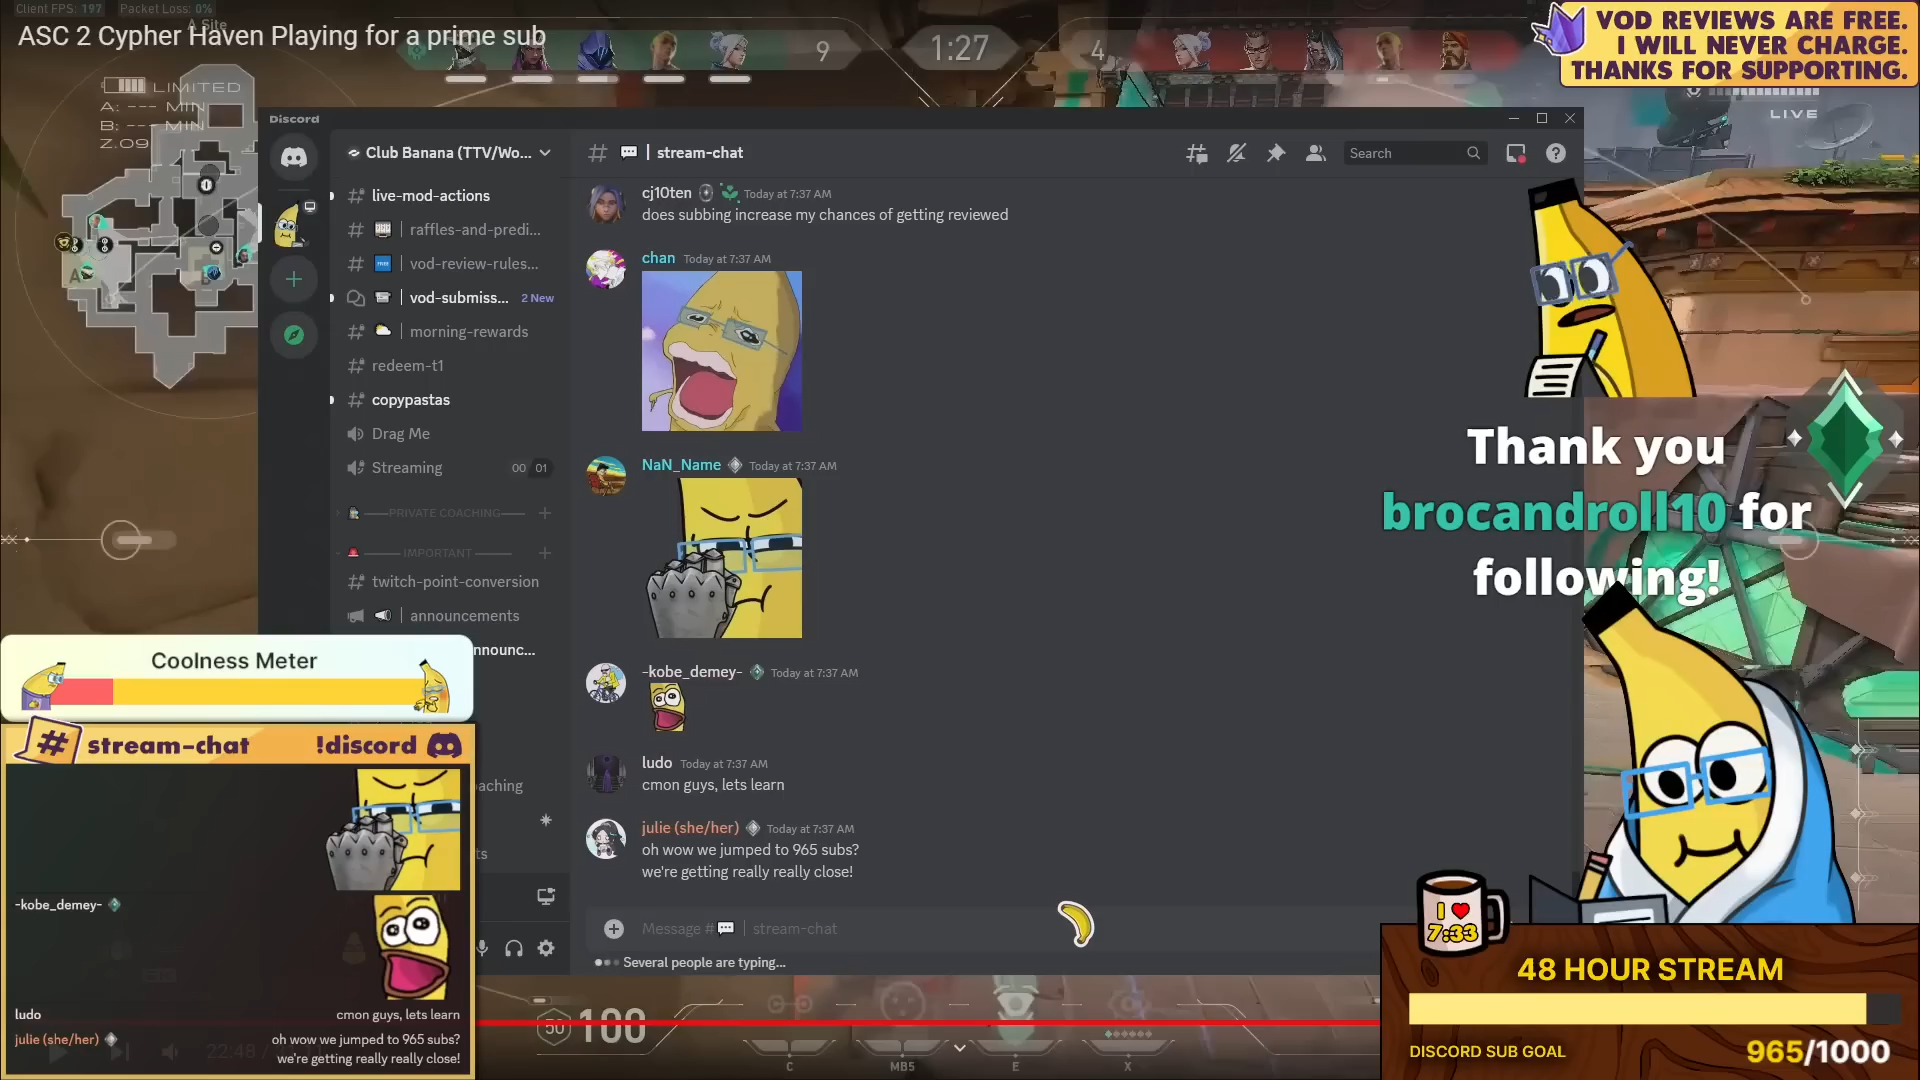 Client FPS: 197 Packet Loss: 0%
A Site
ASC 2 Cypher Haven Playing for a prime sub
9
1:27
4
VOD REVIEWS ARE FREE.
I WILL NEVER CHARGE.
THANKS FOR SUPPORTING.
LIMITED
A: --- MIN
B: --- MIN
Z.09
LIVE
A
B
Discord
Club Banana (TTV/Wo...
# | stream-chat
Search
live-mod-actions
raffles-and-predi...
vod-review-rules...
vod-submiss... 2 New
morning-rewards
redeem-t1
copypastas
Drag Me
Streaming 00 01
PRIVATE COACHING
IMPORTANT
twitch-point-conversion
announcements
nnounc...
cj10ten Today at 7:37 AM
does subbing increase my chances of getting reviewed
chan Today at 7:37 AM
NaN_Name Today at 7:37 AM
-kobe_demey- Today at 7:37 AM
ludo Today at 7:37 AM
cmon guys, lets learn
julie (she/her) Today at 7:37 AM
oh wow we jumped to 965 subs?
we're getting really really close!
Message # | stream-chat
Several people are typing...
Thank you
brocandroll10 for
following!
Coolness Meter
# stream-chat !discord
-kobe_demey-
ludo cmon guys, lets learn
julie (she/her) oh wow we jumped to 965 subs?
we're getting really really close!
22:48
50 100
C MB5 E X
I ❤
7:33
48 HOUR STREAM
DISCORD SUB GOAL 965/1000